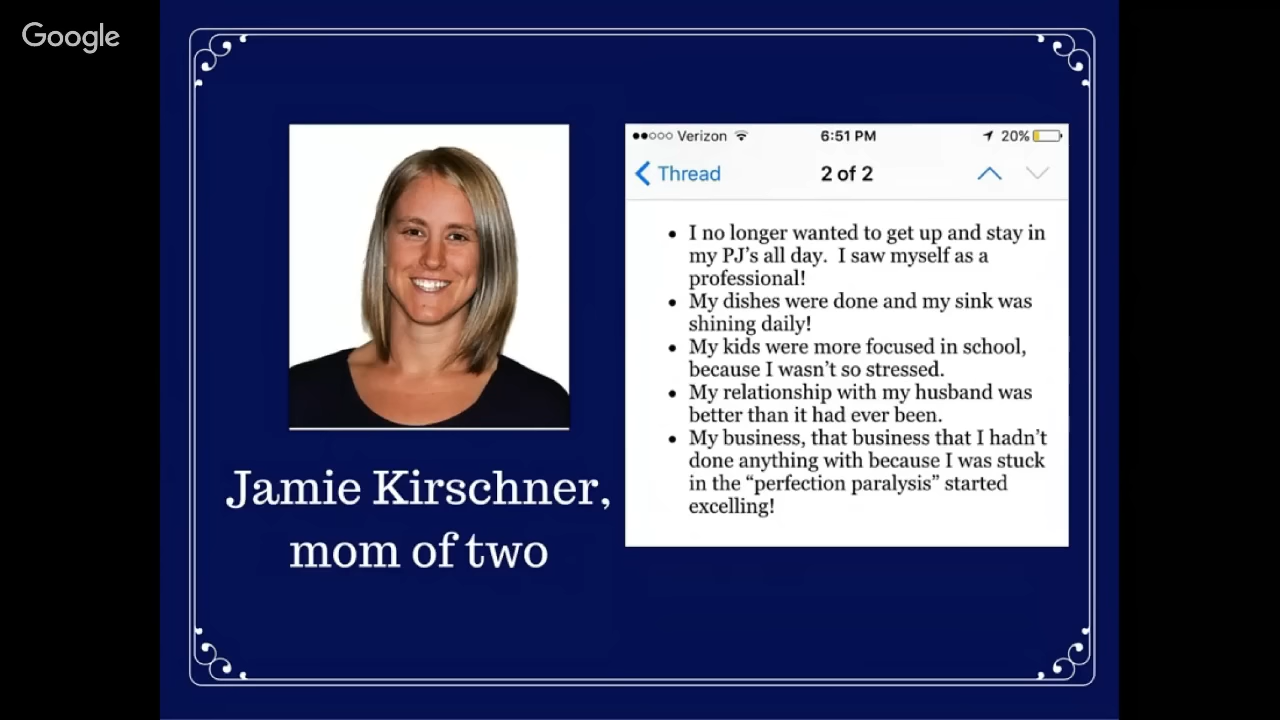 Google
Verizon 6:51 PM 20%
Thread 2 of 2
• I no longer wanted to get up and stay in
my PJ’s all day.  I saw myself as a
professional!
• My dishes were done and my sink was
shining daily!
• My kids were more focused in school,
because I wasn’t so stressed.
• My relationship with my husband was
better than it had ever been.
• My business, that business that I hadn’t
done anything with because I was stuck
in the “perfection paralysis” started
excelling!
Jamie Kirschner,
mom of two